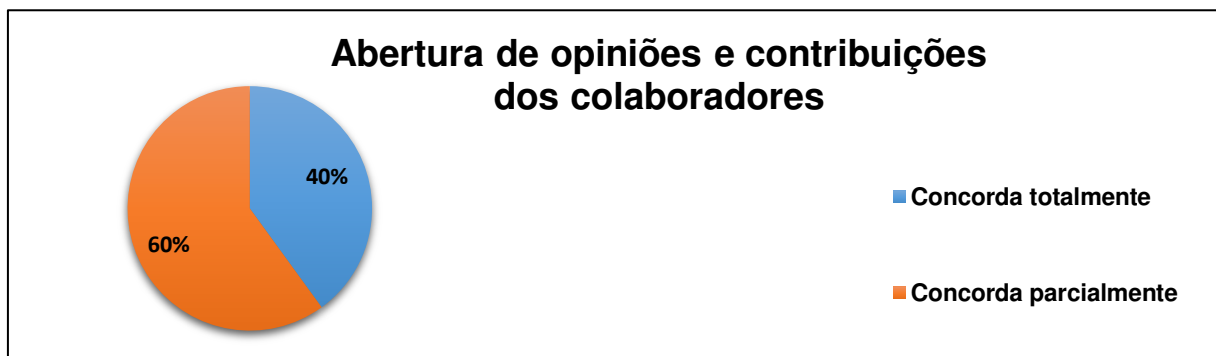 Abertura de opiniões e contribuições
dos colaboradores
40%
60%
Concorda totalmente
Concorda parcialmente